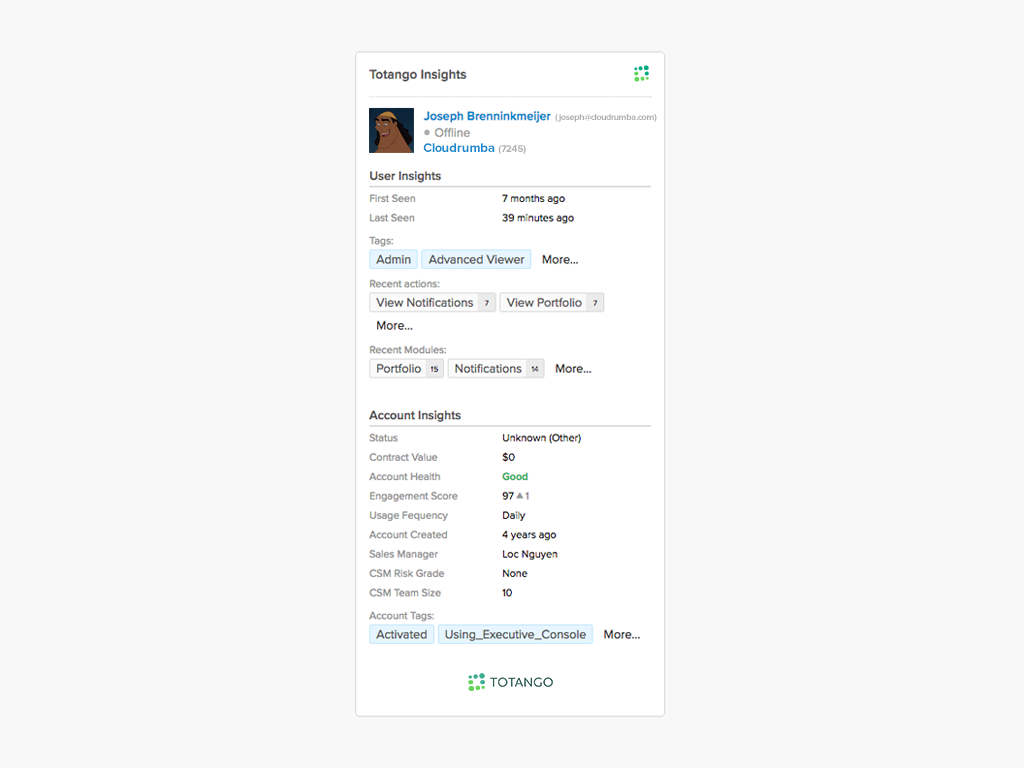 Totango Insights
Joseph Brenninkmeijer (joseph@cloudrumba.com)
Offline
Cloudrumba (7245)
User Insights
First Seen 7 months ago
Last Seen 39 minutes ago
Tags:
Admin Advanced Viewer More...
Recent actions:
View Notifications 7 View Portfolio 7
More...
Recent Modules:
Portfolio 15 Notifications 14 More...
Account Insights
Status Unknown (Other)
Contract Value $0
Account Health Good
Engagement Score 97 ▲1
Usage Fequency Daily
Account Created 4 years ago
Sales Manager Loc Nguyen
CSM Risk Grade None
CSM Team Size 10
Account Tags:
Activated Using_Executive_Console More...
TOTANGO